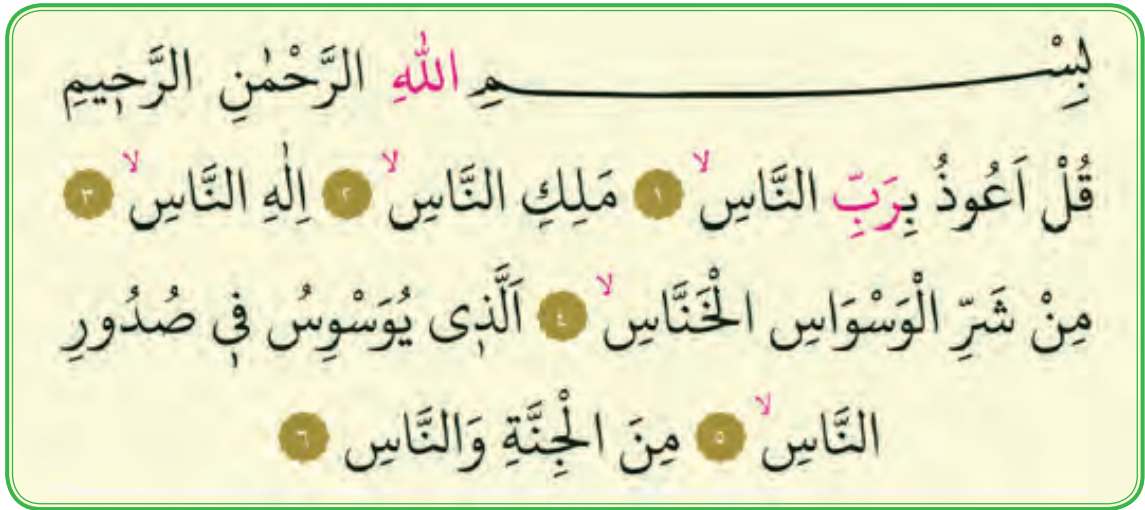 بِسْمِ اللّٰهِ الرَّحْمٰنِ الرَّح۪يمِ
قُلْ اَعُوذُ بِرَبِّ النَّاسِۙ ﴿١﴾ مَلِكِ النَّاسِۙ ﴿٢﴾ اِلٰهِ النَّاسِۙ ﴿٣﴾
مِنْ شَرِّ الْوَسْوَاسِ الْخَنَّاسِۙ ﴿٤﴾ اَلَّذ۪ى يُوَسْوِسُ ف۪ى صُدُورِ
النَّاسِۙ ﴿٥﴾ مِنَ الْجِنَّةِ وَالنَّاسِ ﴿٦﴾